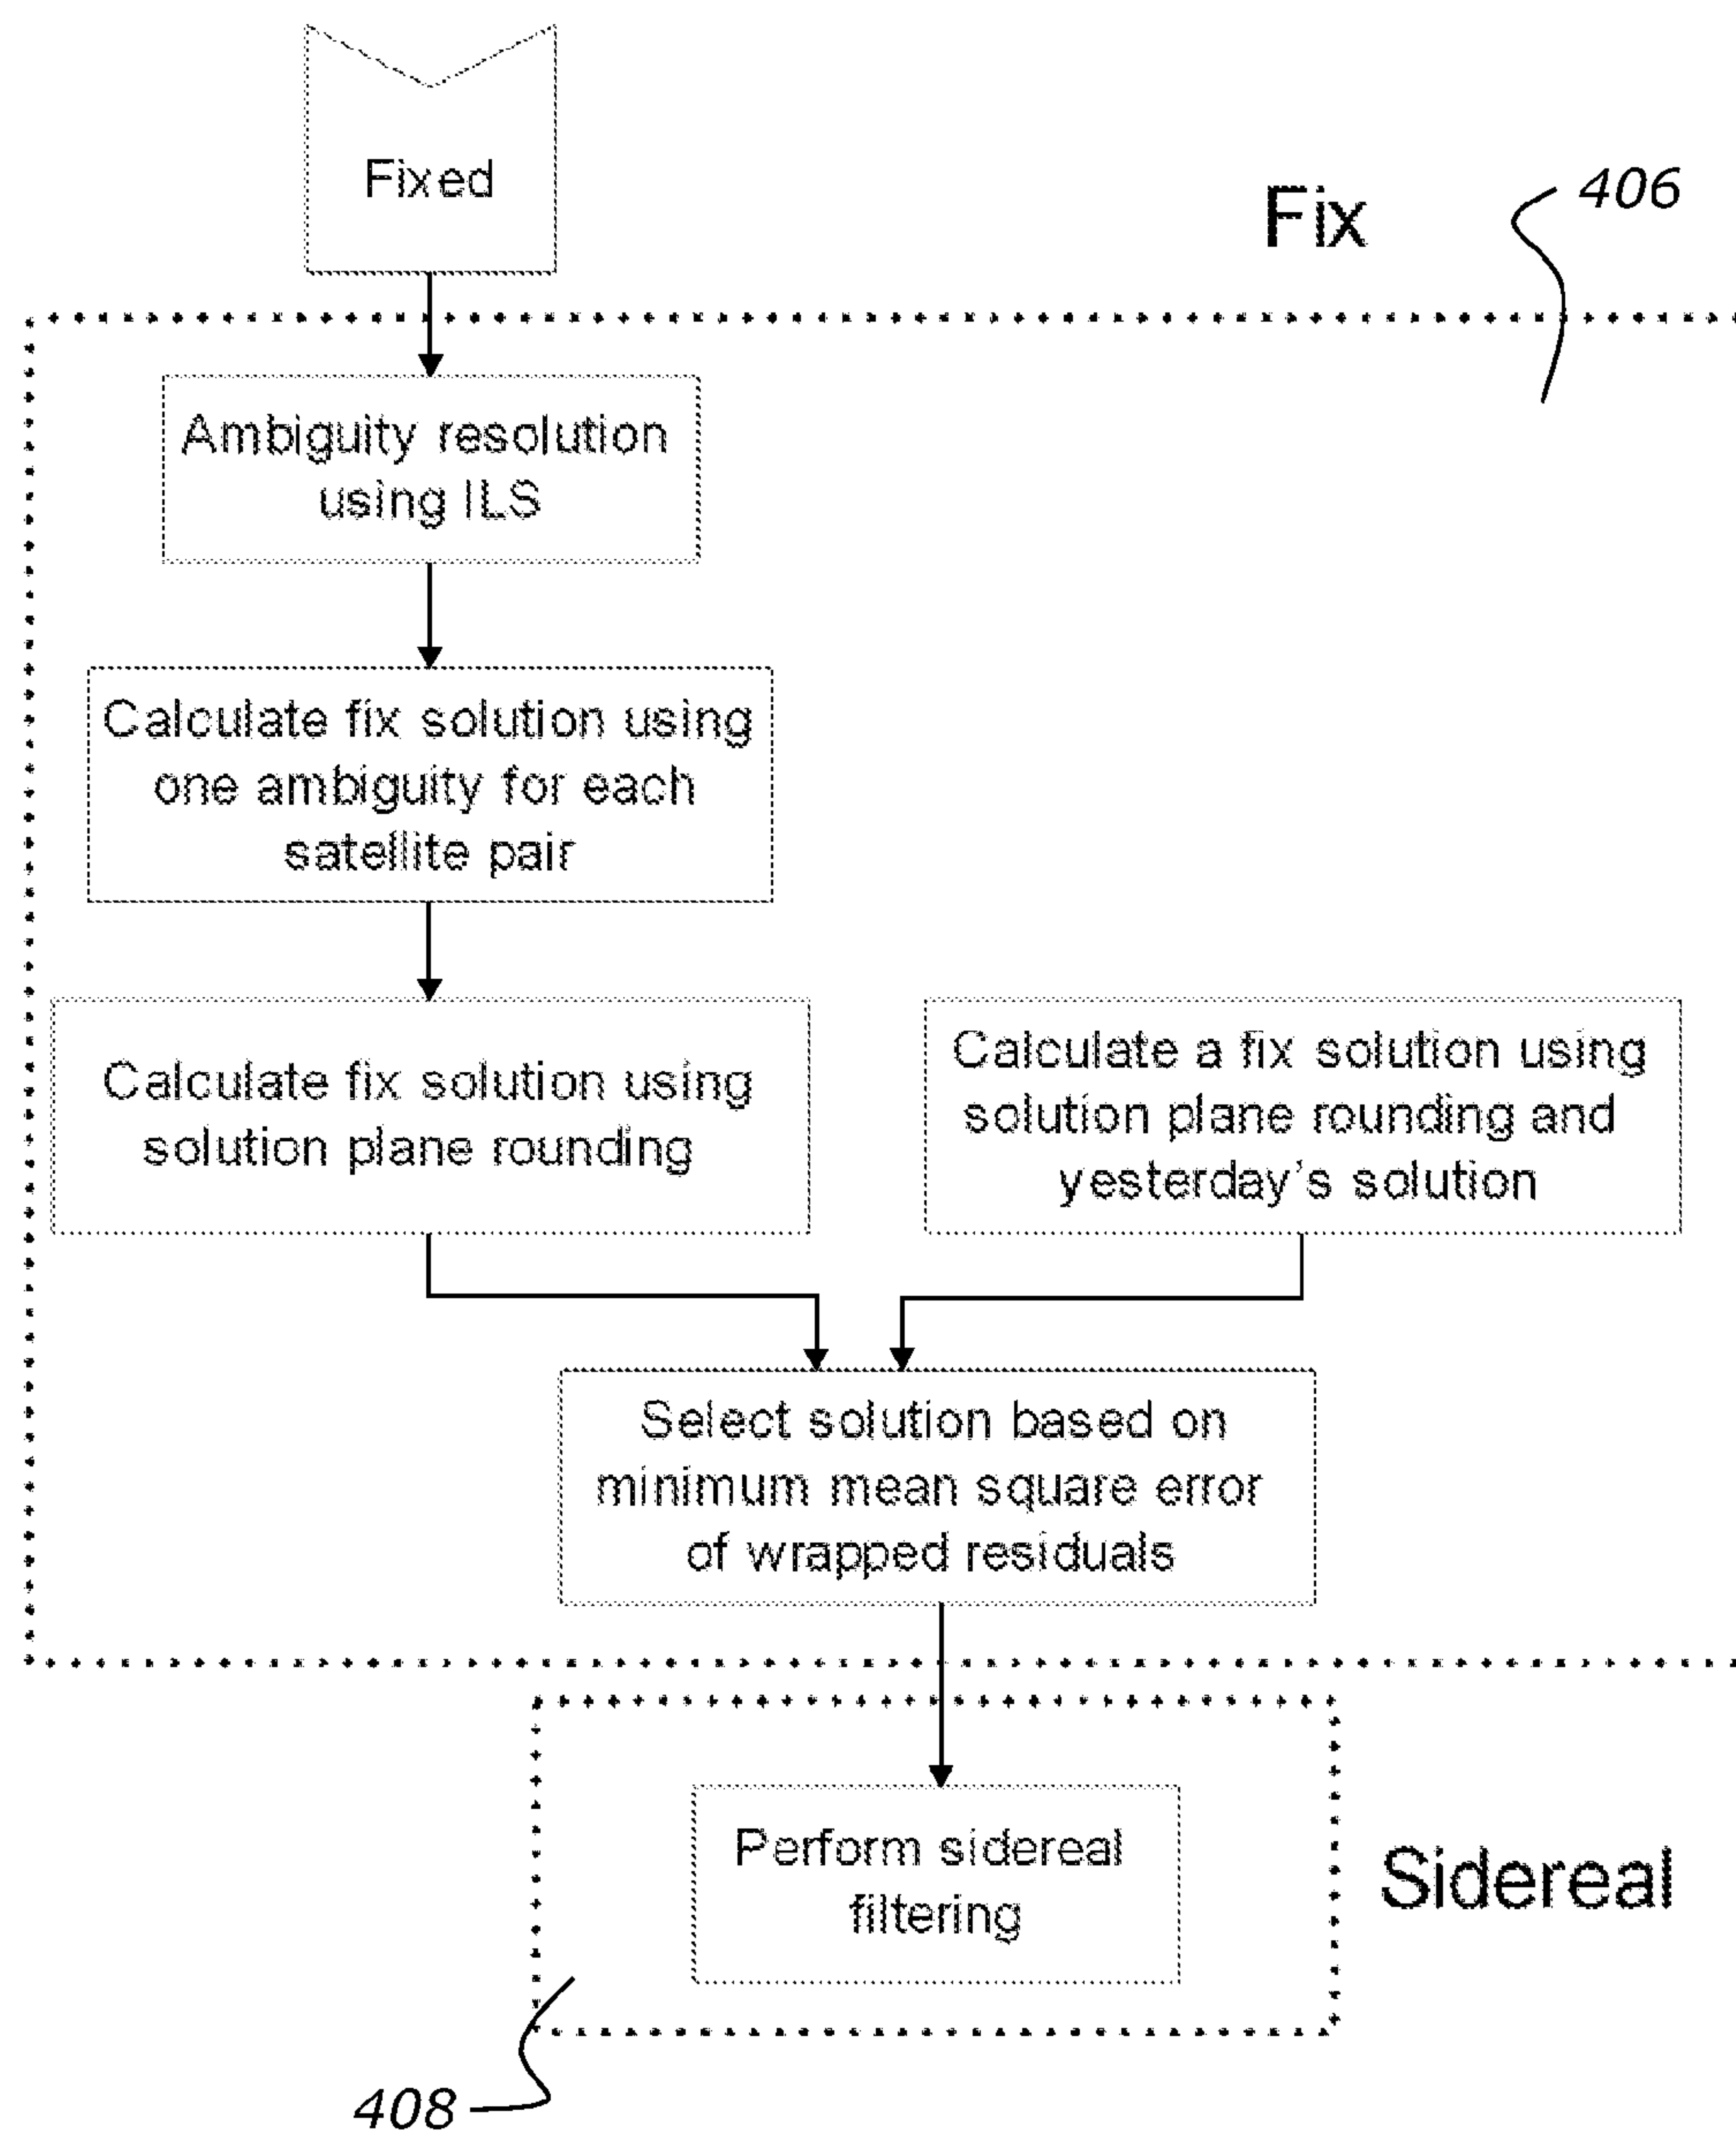 Fixed
Fix
406
Ambiguity resolution
using ILS
Calculate fix solution using
one ambiguity for each
satellite pair
Calculate fix solution using
solution plane rounding
Calculate a fix solution using
solution plane rounding and
yesterday's solution
Select solution based on
minimum mean square error
of wrapped residuals
Perform sidereal
filtering
Sidereal
408